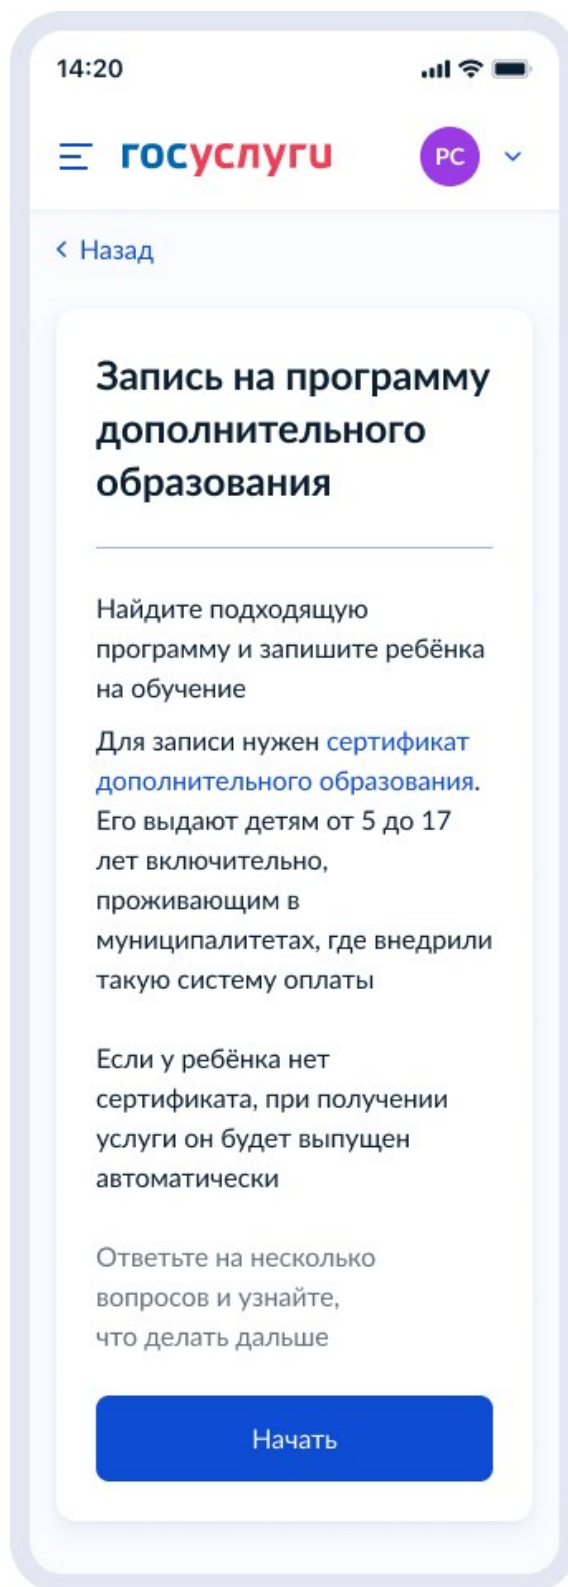 14:20
госуслуги
РС
Назад
Запись на программу
дополнительного
образования
Найдите подходящую
программу и запишите ребёнка
на обучение
Для записи нужен сертификат
дополнительного образования.
Его выдают детям от 5 до 17
лет включительно,
проживающим в
муниципалитетах, где внедрили
такую систему оплаты
Если у ребёнка нет
сертификата, при получении
услуги он будет выпущен
автоматически
Ответьте на несколько
вопросов и узнайте,
что делать дальше
Начать